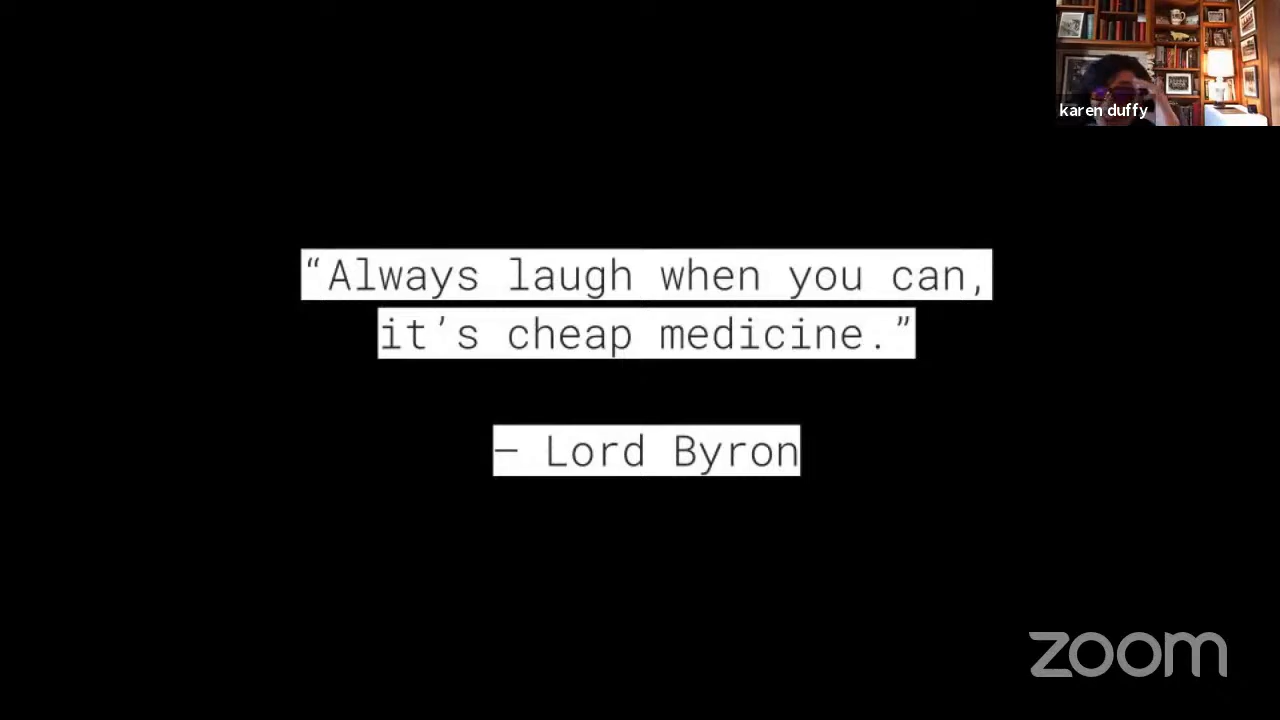 karen duffy
“Always laugh when you can,
it’s cheap medicine.”
– Lord Byron
zoom